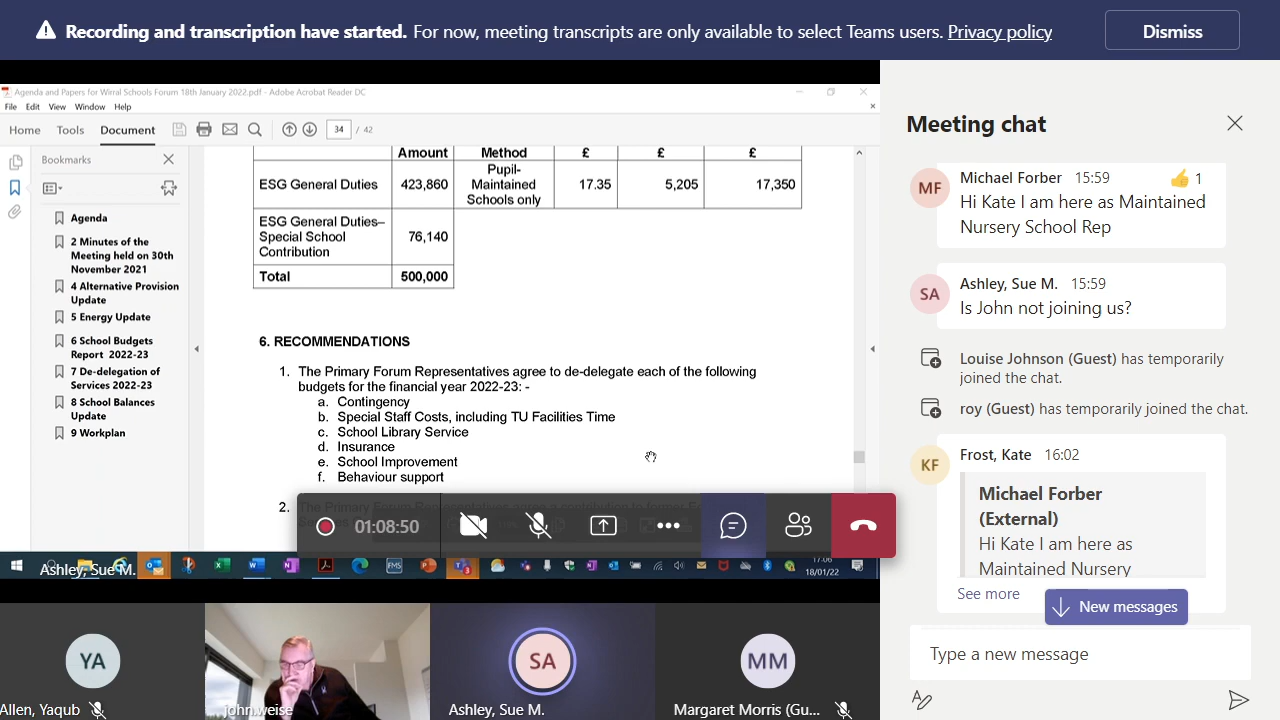 Recording and transcription have started. For now, meeting transcripts are only available to select Teams users. Privacy policy
Dismiss
Agenda and Papers for Wirral Schools Forum 18th January 2022.pdf - Adobe Acrobat Reader DC
File Edit View Window Help
Home Tools Document 34 / 42
Bookmarks
Agenda
2 Minutes of the
Meeting held on 30th
November 2021
4 Alternative Provision
Update
5 Energy Update
6 School Budgets
Report 2022-23
7 De-delegation of
Services 2022-23
8 School Balances
Update
9 Workplan
Amount Method £ £ £
ESG General Duties 423,860 Pupil-
Maintained
Schools only 17.35 5,205 17,350
ESG General Duties–
Special School
Contribution 76,140
Total 500,000
6. RECOMMENDATIONS
1. The Primary Forum Representatives agree to de-delegate each of the following
budgets for the financial year 2022-23: -
a. Contingency
b. Special Staff Costs, including TU Facilities Time
c. School Library Service
d. Insurance
e. School Improvement
f. Behaviour support
2. The Primary Forum Representatives agree a contribution to former
01:08:50
Ashley, Sue M.
17:06
18/01/22
YA
Allen, Yaqub
john.weise
SA
Ashley, Sue M.
MM
Margaret Morris (Gu...
Meeting chat
MF
Michael Forber 15:59 1
Hi Kate I am here as Maintained
Nursery School Rep
SA
Ashley, Sue M. 15:59
Is John not joining us?
Louise Johnson (Guest) has temporarily
joined the chat.
roy (Guest) has temporarily joined the chat.
KF
Frost, Kate 16:02
Michael Forber
(External)
Hi Kate I am here as
Maintained Nursery
See more
New messages
Type a new message